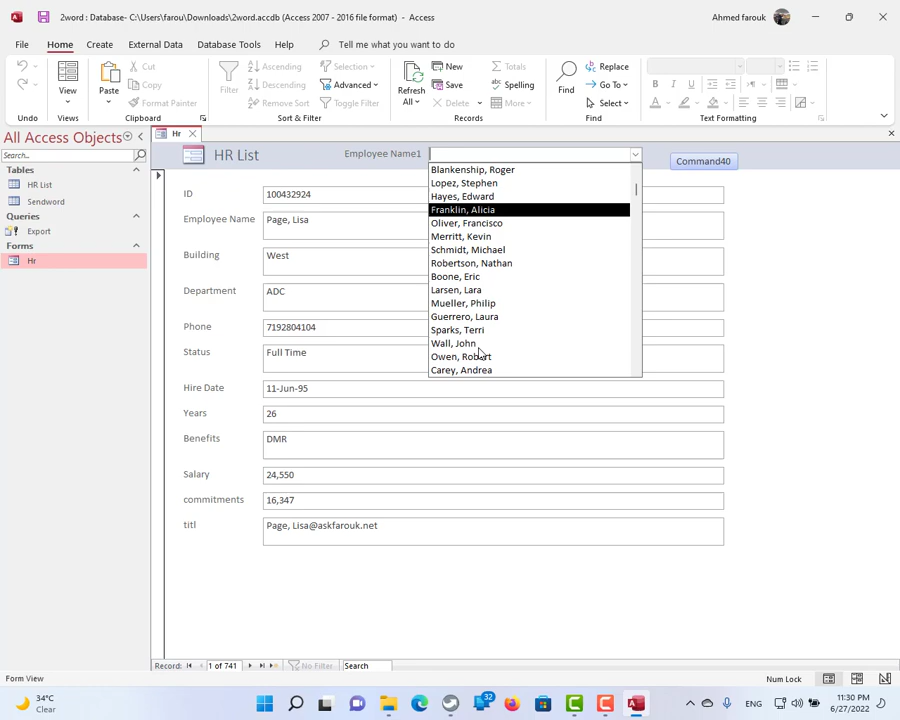 2word : Database- C:\Users\farou\Downloads\2word.accdb (Access 2007 - 2016 file format) - Access
Ahmed farouk
File Home Create External Data Database Tools Help Tell me what you want to do
Undo
View
Views
Paste
Cut
Copy
Format Painter
Clipboard
Filter
Ascending
Descending
Remove Sort
Selection
Advanced
Toggle Filter
Sort & Filter
Refresh
All
New
Save
Delete
Totals
Spelling
More
Records
Find
Replace
Go To
Select
Find
B I U
A
Text Formatting
All Access Objects
Search...
Tables
HR List
Sendword
Queries
Export
Forms
Hr
Hr
HR List
Employee Name1
Command40
Blankenship, Roger
Lopez, Stephen
Hayes, Edward
Franklin, Alicia
Oliver, Francisco
Merritt, Kevin
Schmidt, Michael
Robertson, Nathan
Boone, Eric
Larsen, Lara
Mueller, Philip
Guerrero, Laura
Sparks, Terri
Wall, John
Owen, Robert
Carey, Andrea
ID 100432924
Employee Name Page, Lisa
Building West
Department ADC
Phone 7192804104
Status Full Time
Hire Date 11-Jun-95
Years 26
Benefits DMR
Salary 24,550
commitments 16,347
titl Page, Lisa@askfarouk.net
Record: 1 of 741 No Filter Search
Form View
Num Lock
34°C
Clear
32
ENG
11:30 PM
6/27/2022